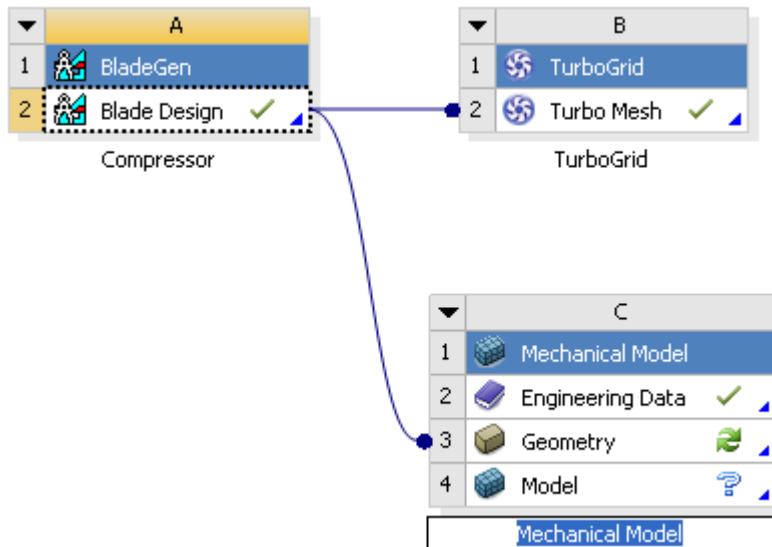 A
1 BladeGen
2 Blade Design
Compressor
B
1 TurboGrid
2 Turbo Mesh
TurboGrid
C
1 Mechanical Model
2 Engineering Data
3 Geometry
4 Model
Mechanical Model